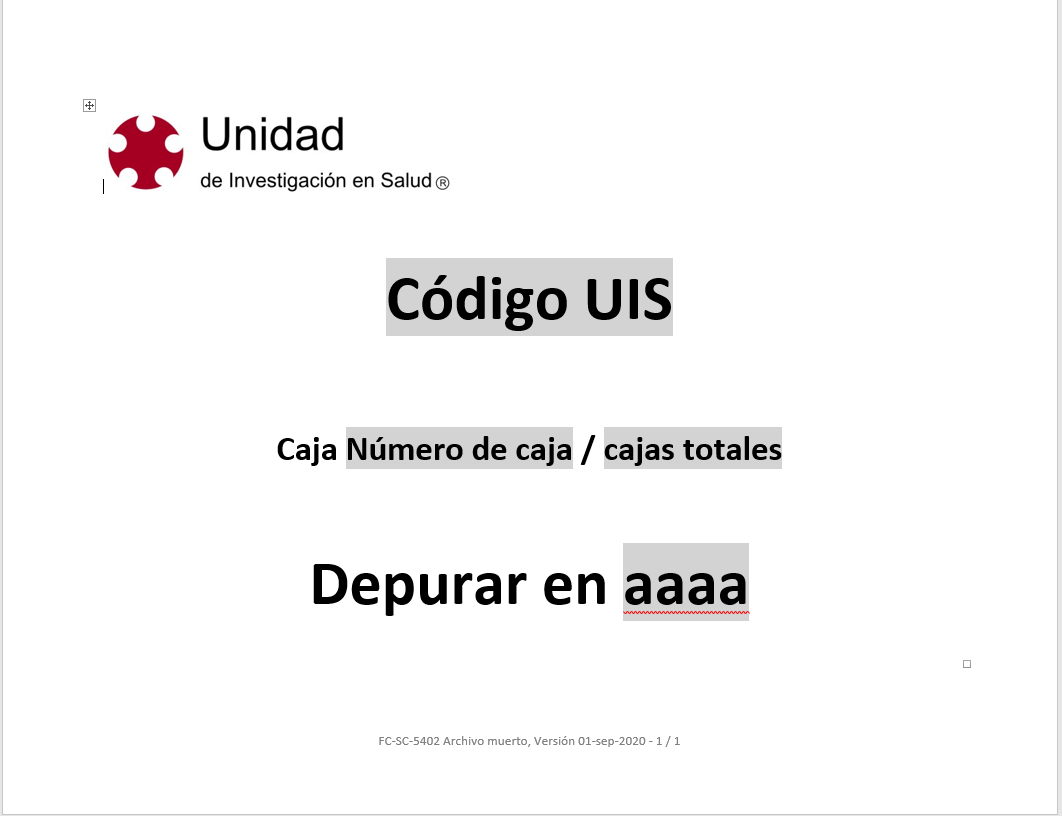 Unidad
de Investigación en Salud ®
Código UIS
Caja Número de caja / cajas totales
Depurar en aaaa
FC-SC-5402 Archivo muerto, Versión 01-sep-2020 - 1 / 1